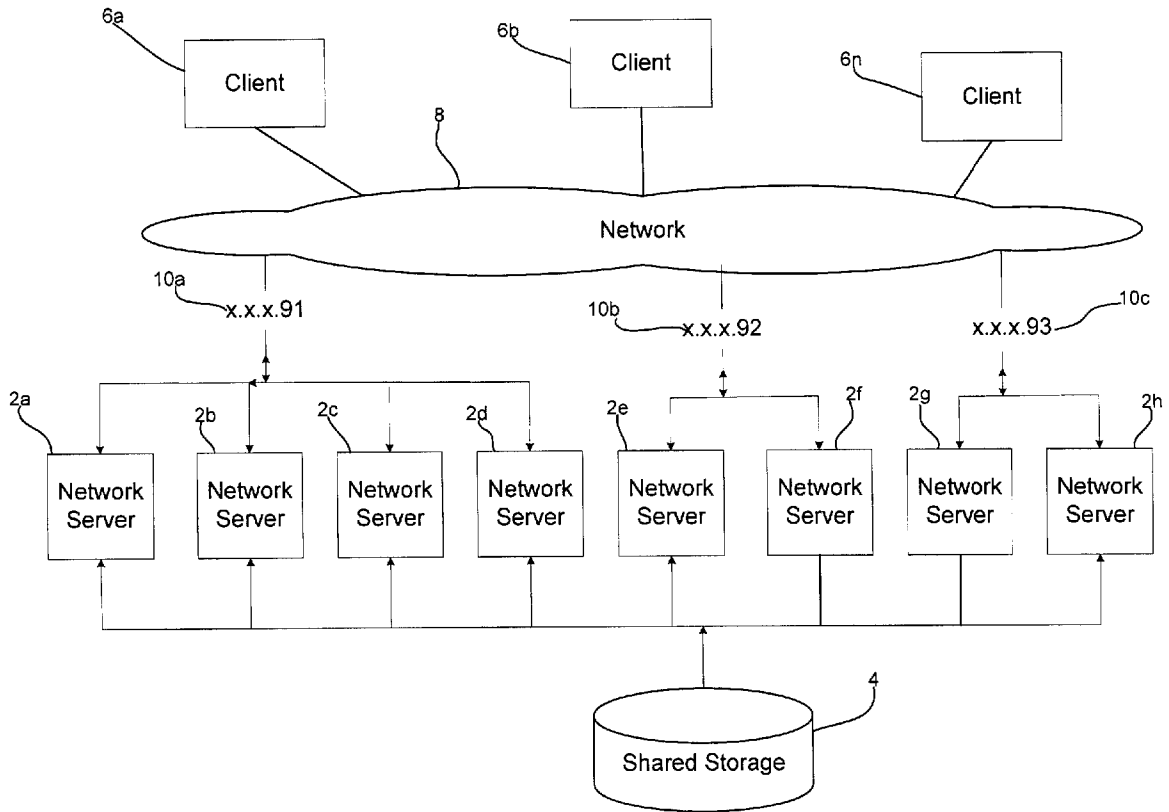 6a
Client
6b
Client
6n
Client
8
Network
10a
x.x.x.91
10b
x.x.x.92
x.x.x.93
10c
2a
2b
2c
2d
2e
2f
2g
2h
Network
Server
Network
Server
Network
Server
Network
Server
Network
Server
Network
Server
Network
Server
Network
Server
4
Shared Storage